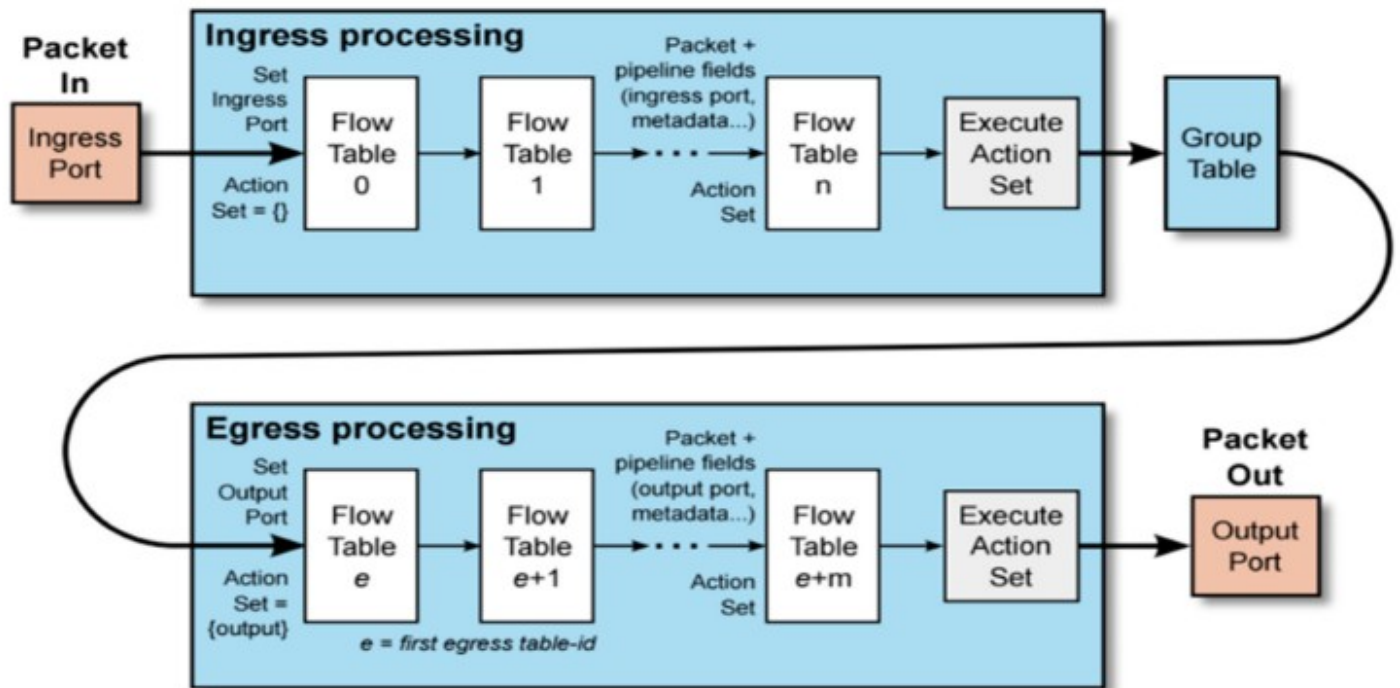 Packet
In
Ingress
Port
Ingress processing
Set
Ingress
Port
Action
Set = {}
Flow
Table
0
Flow
Table
1
Packet +
pipeline fields
(ingress port,
metadata...)
Action
Set
Flow
Table
n
Execute
Action
Set
Group
Table
Egress processing
Set
Output
Port
Action
Set =
{output}
Flow
Table
e
Flow
Table
e+1
e = first egress table-id
Packet +
pipeline fields
(output port,
metadata...)
Action
Set
Flow
Table
e+m
Execute
Action
Set
Packet
Out
Output
Port